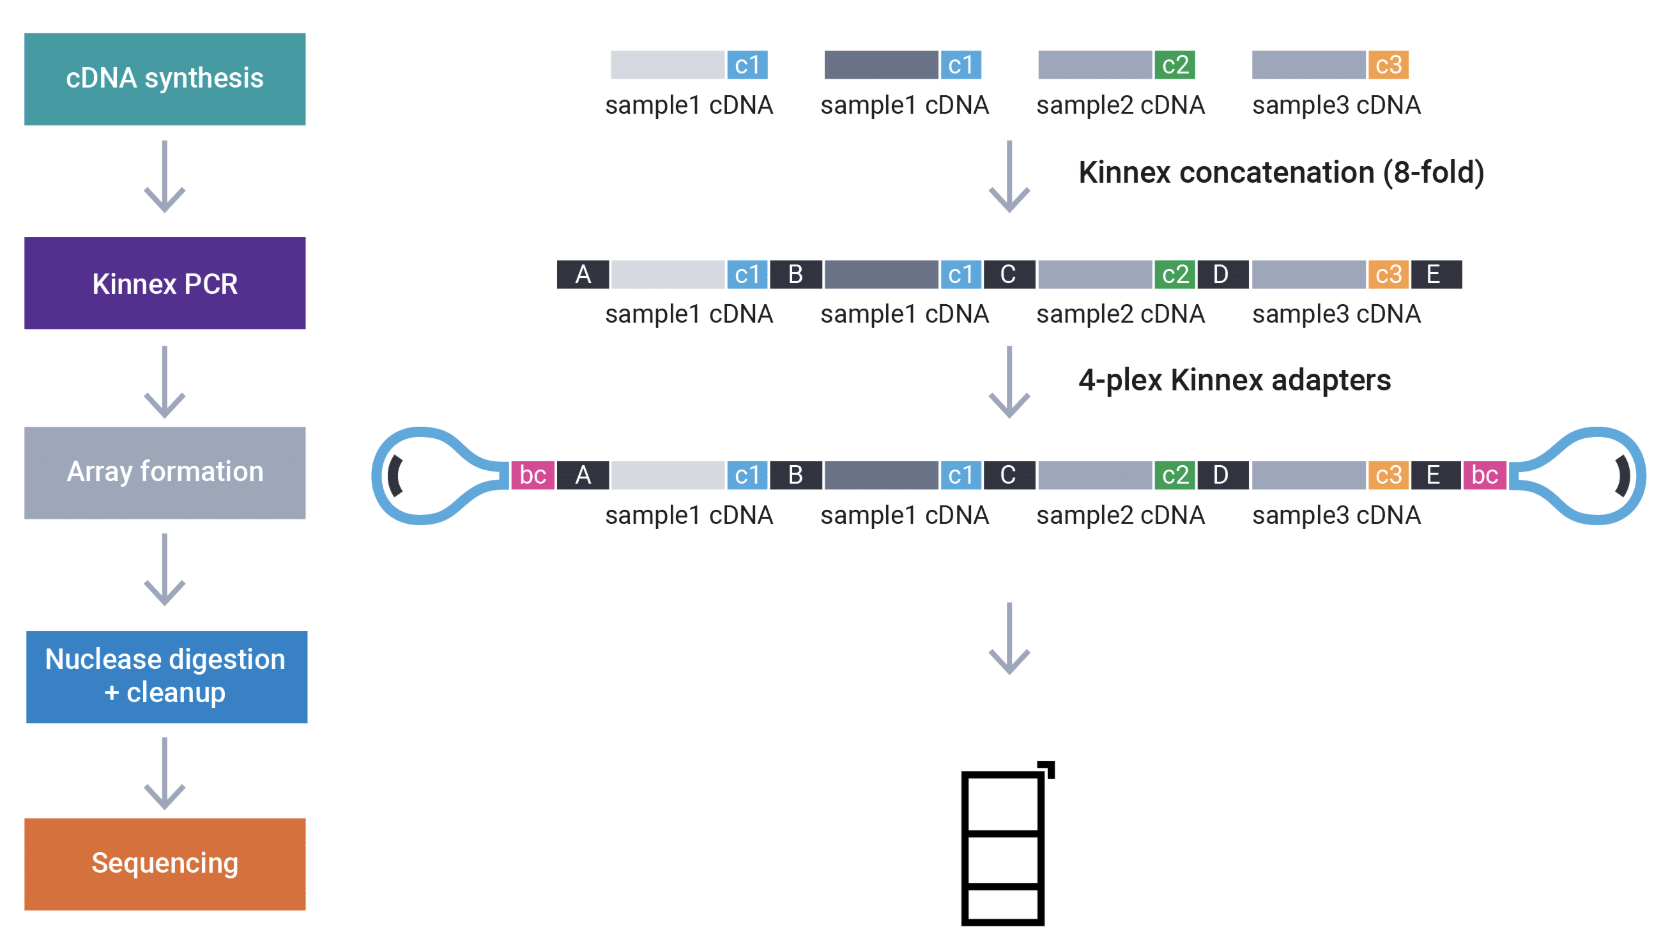 cDNA synthesis
c1 c1 c2 c3
sample1 cDNA sample1 cDNA sample2 cDNA sample3 cDNA
Kinnex concatenation (8-fold)
Kinnex PCR
A c1 B c1 C c2 D c3 E
sample1 cDNA sample1 cDNA sample2 cDNA sample3 cDNA
4-plex Kinnex adapters
Array formation
bc A c1 B c1 C c2 D c3 E bc
sample1 cDNA sample1 cDNA sample2 cDNA sample3 cDNA
Nuclease digestion
+ cleanup
Sequencing